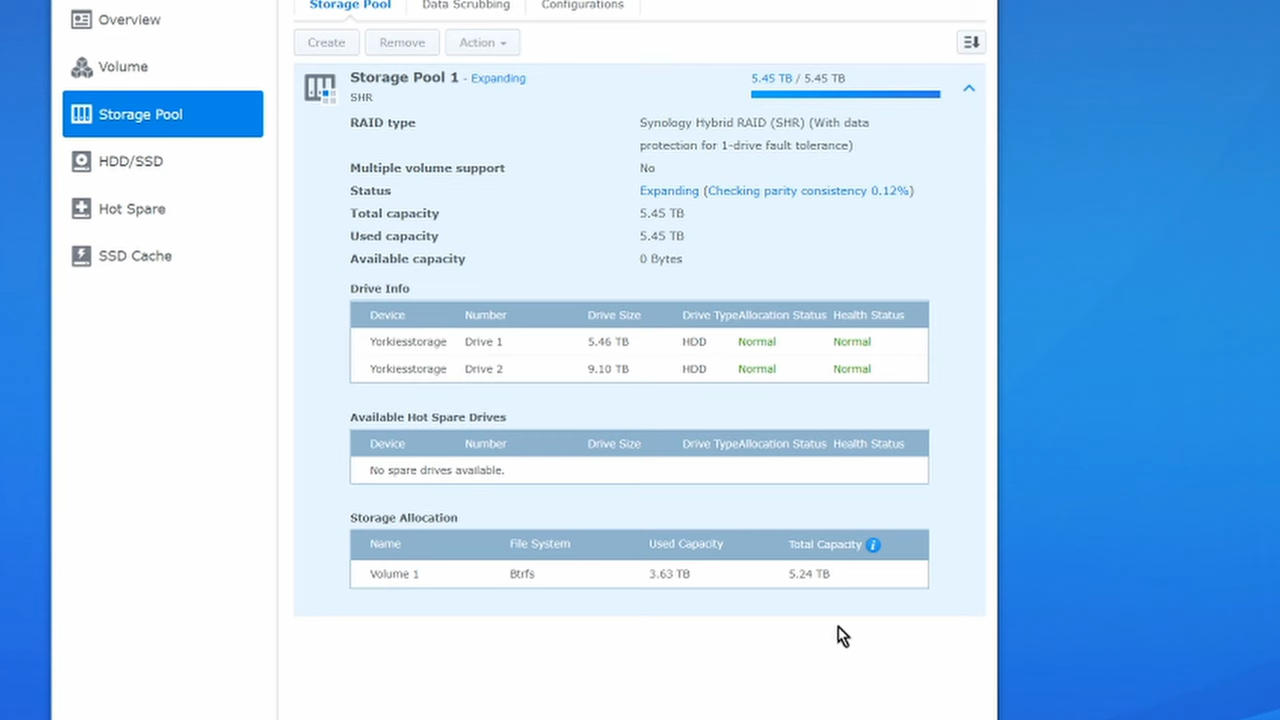 Overview
Volume
Storage Pool
HDD/SSD
Hot Spare
SSD Cache
Storage Pool Data Scrubbing Configurations
Create Remove Action
Storage Pool 1 - Expanding 5.45 TB / 5.45 TB
SHR
RAID type Synology Hybrid RAID (SHR) (With data
protection for 1-drive fault tolerance)
Multiple volume support No
Status Expanding (Checking parity consistency 0.12%)
Total capacity 5.45 TB
Used capacity 5.45 TB
Available capacity 0 Bytes
Drive Info
Device Number Drive Size Drive Type Allocation Status Health Status
Yorkiesstorage Drive 1 5.46 TB HDD Normal Normal
Yorkiesstorage Drive 2 9.10 TB HDD Normal Normal
Available Hot Spare Drives
Device Number Drive Size Drive Type Allocation Status Health Status
No spare drives available.
Storage Allocation
Name File System Used Capacity Total Capacity i
Volume 1 Btrfs 3.63 TB 5.24 TB